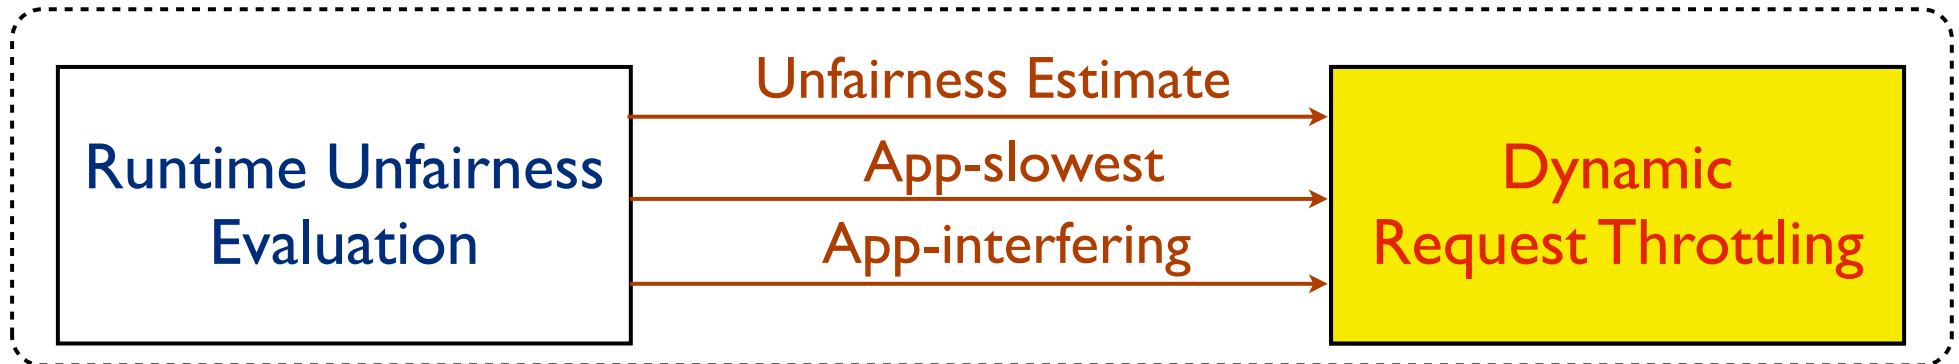 Runtime Unfairness
Evaluation
Unfairness Estimate
App-slowest
App-interfering
Dynamic
Request Throttling